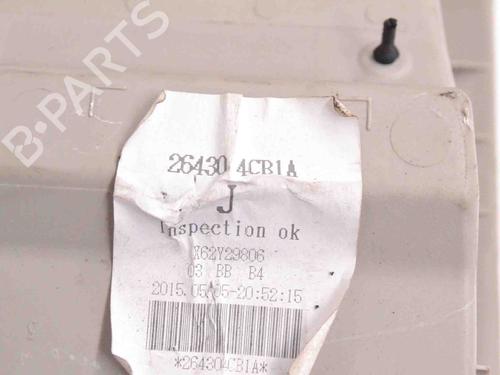 B-PARTS
26430 4CB1A
J
Inspection ok
X62Y29806
03 BB B4
2015.05.05-20:52:15
*264304CB1A*